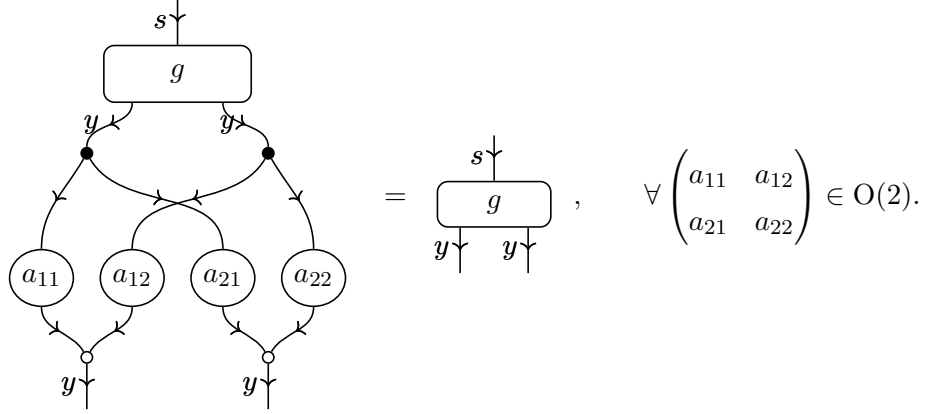 s
g
y y
s
= g , ∀ (a₁₁ a₁₂
a₂₁ a₂₂) ∈ O(2).
y y
a₁₁ a₁₂ a₂₁ a₂₂
y y